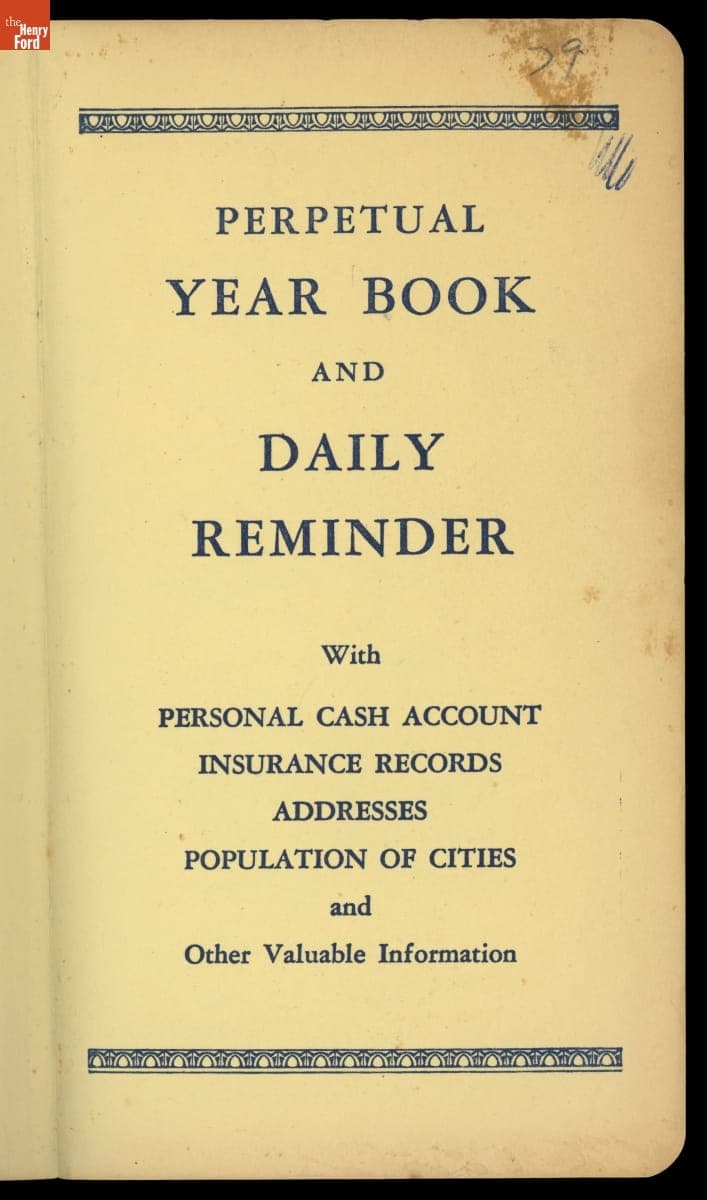 the
Henry
Ford
39
PERPETUAL
YEAR BOOK
AND
DAILY
REMINDER
With
PERSONAL CASH ACCOUNT
INSURANCE RECORDS
ADDRESSES
POPULATION OF CITIES
and
Other Valuable Information